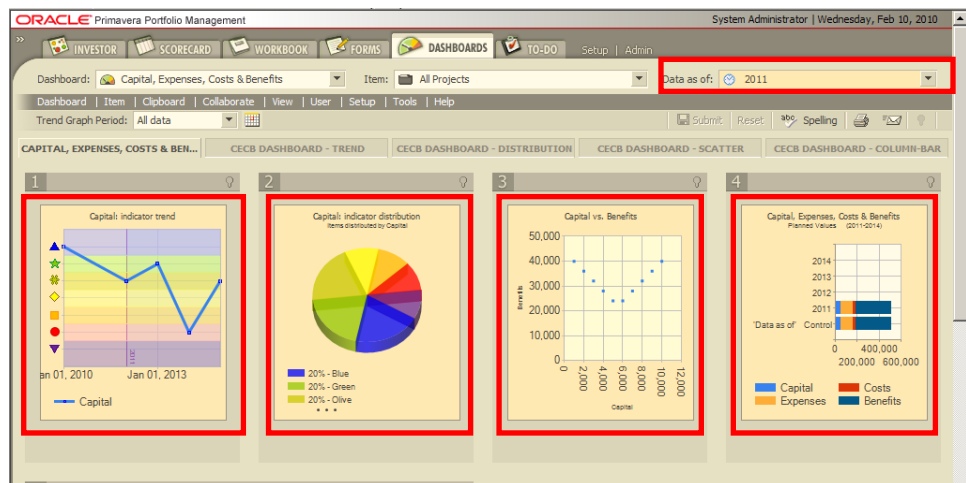 ORACLE Primavera Portfolio Management
System Administrator | Wednesday, Feb 10, 2010
» INVESTOR SCORECARD WORKBOOK FORMS DASHBOARDS TO-DO Setup | Admin
Dashboard: Capital, Expenses, Costs & Benefits Item: All Projects Data as of: 2011
Dashboard | Item | Clipboard | Collaborate | View | User | Setup | Tools | Help
Trend Graph Period: All data Submit Reset abc Spelling
CAPITAL, EXPENSES, COSTS & BEN... CECB DASHBOARD - TREND CECB DASHBOARD - DISTRIBUTION CECB DASHBOARD - SCATTER CECB DASHBOARD - COLUMN-BAR
1
Capital: indicator trend
2011
an 01, 2010 Jan 01, 2013
Capital
2
Capital: indicator distribution
Items distributed by Capital
20% - Blue
20% - Green
20% - Olive
• • •
3
Capital vs. Benefits
50,000
40,000
30,000
20,000
10,000
0
Benefits
0 2,000 4,000 6,000 8,000 10,000 12,000
Capital
4
Capital, Expenses, Costs & Benefits
Planned Values (2011-2014)
2014
2013
2012
2011
'Data as of' Control
0 400,000
200,000 600,000
Capital Costs
Expenses Benefits